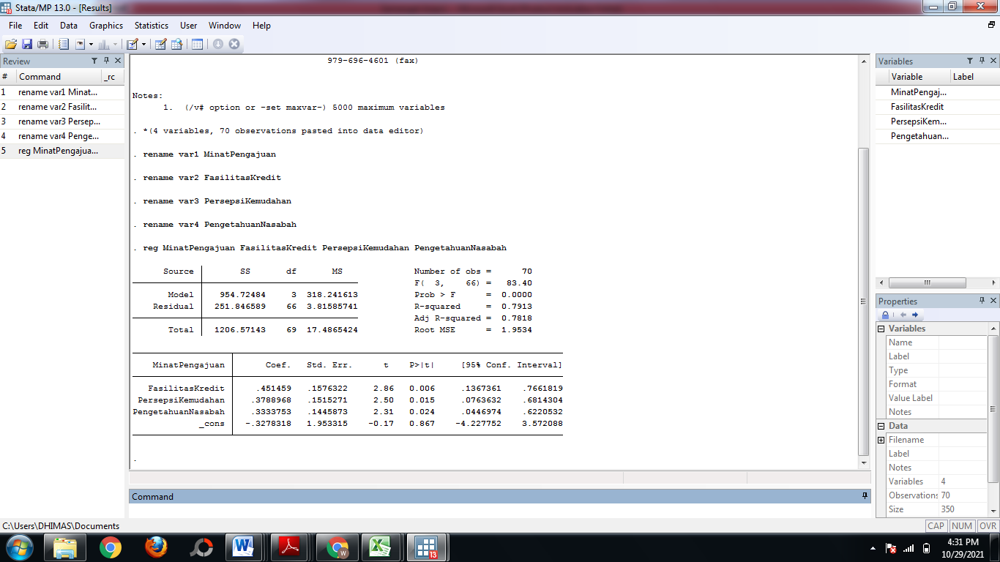 Stata/MP 13.0 - [Results]
File Edit Data Graphics Statistics User Window Help
Review
# Command _rc
1 rename var1 Minat...
2 rename var2 Fasilit...
3 rename var3 Persep...
4 rename var4 Penge...
5 reg MinatPengajua...
979-696-4601 (fax)
Notes:
1. (/v# option or -set maxvar-) 5000 maximum variables
. *(4 variables, 70 observations pasted into data editor)
. rename var1 MinatPengajuan
. rename var2 FasilitasKredit
. rename var3 PersepsiKemudahan
. rename var4 PengetahuanNasabah
. reg MinatPengajuan FasilitasKredit PersepsiKemudahan PengetahuanNasabah
Source SS df MS Number of obs = 70
F( 3, 66) = 83.40
Model 954.72484 3 318.241613 Prob > F = 0.0000
Residual 251.846589 66 3.81585741 R-squared = 0.7913
Adj R-squared = 0.7818
Total 1206.57143 69 17.4865424 Root MSE = 1.9534
MinatPengajuan Coef. Std. Err. t P>|t| [95% Conf. Interval]
FasilitasKredit .451459 .1576322 2.86 0.006 .1367361 .7661819
PersepsiKemudahan .3788968 .1515271 2.50 0.015 .0763632 .6814304
PengetahuanNasabah .3333753 .1445873 2.31 0.024 .0446974 .6220532
_cons -.3278318 1.953315 -0.17 0.867 -4.227752 3.572088
.
Command
Variables
Variable Label
MinatPengaj...
FasilitasKredit
PersepsiKem...
Pengetahuan...
Properties
Variables
Name
Label
Type
Format
Value Label
Notes
Data
Filename
Label
Notes
Variables 4
Observations 70
Size 350
C:\Users\DHIMAS\Documents
CAP NUM OVR
W
13
4:31 PM
10/29/2021